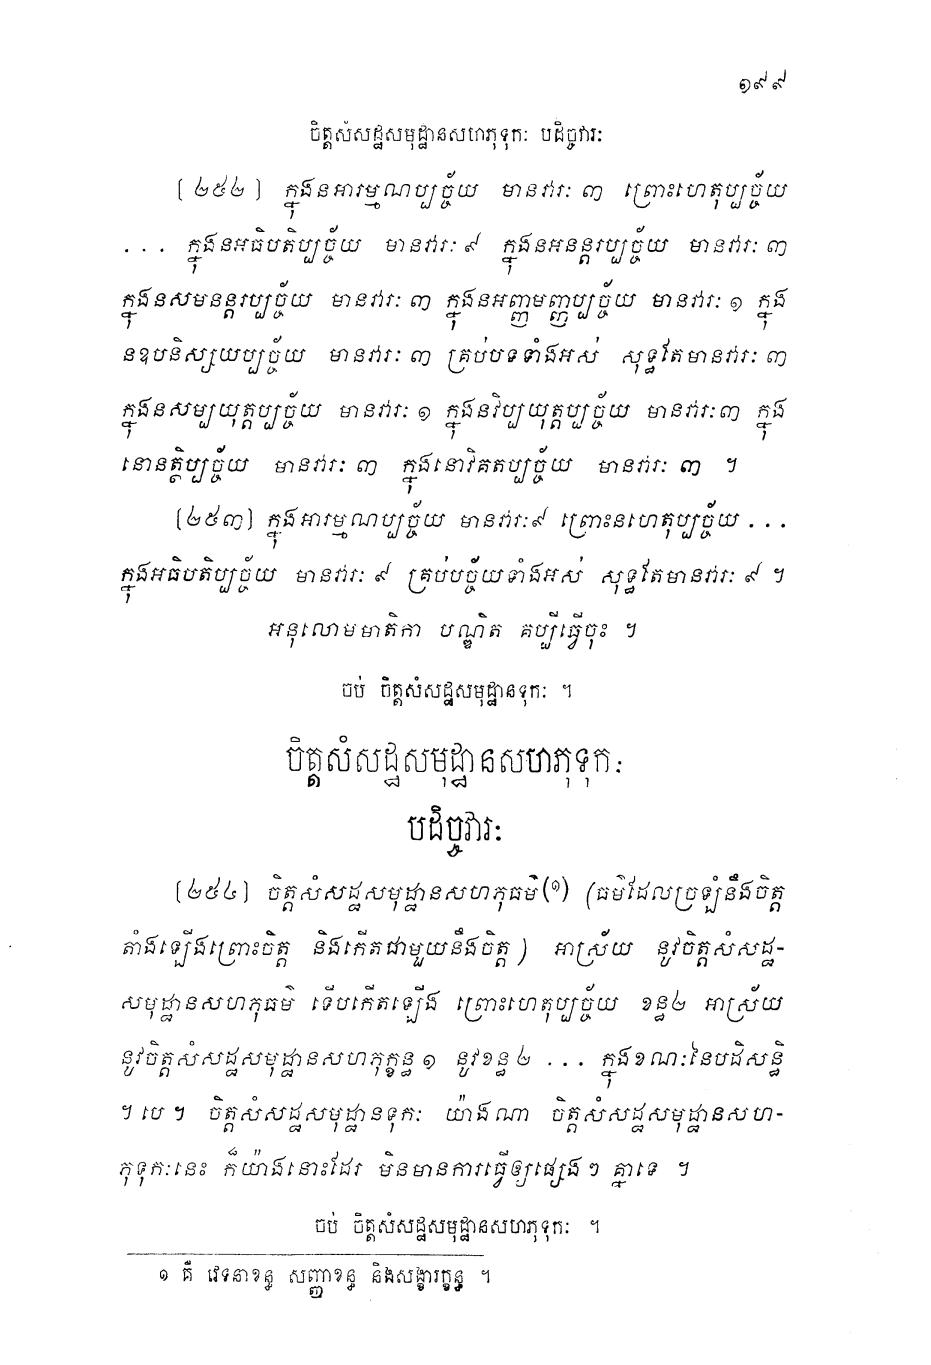 ១៩៩
ចិត្តសំសដ្ឋសមុដ្ឋានសហភុទុកៈ បដិច្ចវារៈ
[២៥២] ក្នុងនអារម្មណប្បច្ច័យ មានវារៈ ៣ ព្រោះហេតុប្បច្ច័យ
... ក្នុងនអធិបតិប្បច្ច័យ មានវារៈ ៩ ក្នុងនអនន្តរប្បច្ច័យ មានវារៈ ៣
ក្នុងនសមនន្តរប្បច្ច័យ មានវារៈ ៣ ក្នុងនអញ្ញមញ្ញប្បច្ច័យ មានវារៈ ១ ក្នុង
នឧបនិស្សយប្បច្ច័យ មានវារៈ ៣ គ្រប់បទទាំងអស់ សុទ្ធតែមានវារៈ ៣
ក្នុងនសម្បយុត្តប្បច្ច័យ មានវារៈ ១ ក្នុងនវិប្បយុត្តប្បច្ច័យ មានវារៈ ៣ ក្នុង
នោនត្ថិប្បច្ច័យ មានវារៈ ៣ ក្នុងនោវិគតប្បច្ច័យ មានវារៈ ៣ ។
[២៥៣] ក្នុងអារម្មណប្បច្ច័យ មានវារៈ ៩ ព្រោះនហេតុប្បច្ច័យ ...
ក្នុងអធិបតិប្បច្ច័យ មានវារៈ ៩ គ្រប់បច្ច័យទាំងអស់ សុទ្ធតែមានវារៈ ៩ ។
អនុលោមមាតិកា បណ្ឌិត គប្បីធ្វើចុះ ។
ចប់ ចិត្តសំសដ្ឋសមុដ្ឋានទុកៈ ។
ចិត្តសំសដ្ឋសមុដ្ឋានសហភុទុកៈ
បដិច្ចវារៈ
[២៥៤] ចិត្តសំសដ្ឋសមុដ្ឋានសហភុធម៌(១) (ធម៌ដែលច្រឡំនឹងចិត្ត
តាំងឡើងព្រោះចិត្ត និងកើតជាមួយនឹងចិត្ត) អាស្រ័យ នូវចិត្តសំសដ្ឋ-
សមុដ្ឋានសហភុធម៌ ទើបកើតឡើង ព្រោះហេតុប្បច្ច័យ ខន្ធ២ អាស្រ័យ
នូវចិត្តសំសដ្ឋសមុដ្ឋានសហភុក្ខន្ធ ១ នូវខន្ធ ២ ... ក្នុងខណៈនៃបដិសន្ធិ
។ បេ ។ ចិត្តសំសដ្ឋសមុដ្ឋានទុកៈ យ៉ាងណា ចិត្តសំសដ្ឋសមុដ្ឋានសហ-
ភុទុកៈនេះ ក៏យ៉ាងនោះដែរ មិនមានការធ្វើឲ្យផ្សេង ៗ គ្នាទេ ។
ចប់ ចិត្តសំសដ្ឋសមុដ្ឋានសហភុទុកៈ ។
១ គឺ វេទនាខន្ធ សញ្ញាខន្ធ និងសង្ខារក្ខន្ធ ។